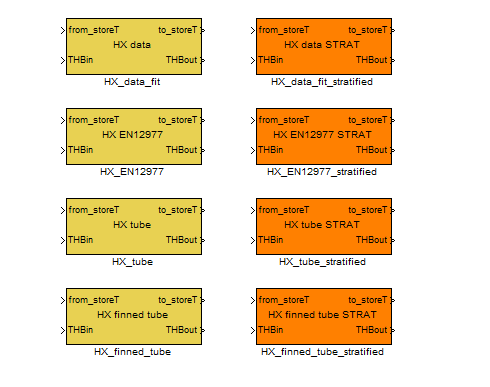 from_storeT to_storeT
HX data
THBin THBout
HX_data_fit
from_storeT to_storeT
HX data STRAT
THBin THBout
HX_data_fit_stratified
from_storeT to_storeT
HX EN12977
THBin THBout
HX_EN12977
from_storeT to_storeT
HX EN12977 STRAT
THBin THBout
HX_EN12977_stratified
from_storeT to_storeT
HX tube
THBin THBout
HX_tube
from_storeT to_storeT
HX tube STRAT
THBin THBout
HX_tube_stratified
from_storeT to_storeT
HX finned tube
THBin THBout
HX_finned_tube
from_storeT to_storeT
HX finned tube STRAT
THBin THBout
HX_finned_tube_stratified